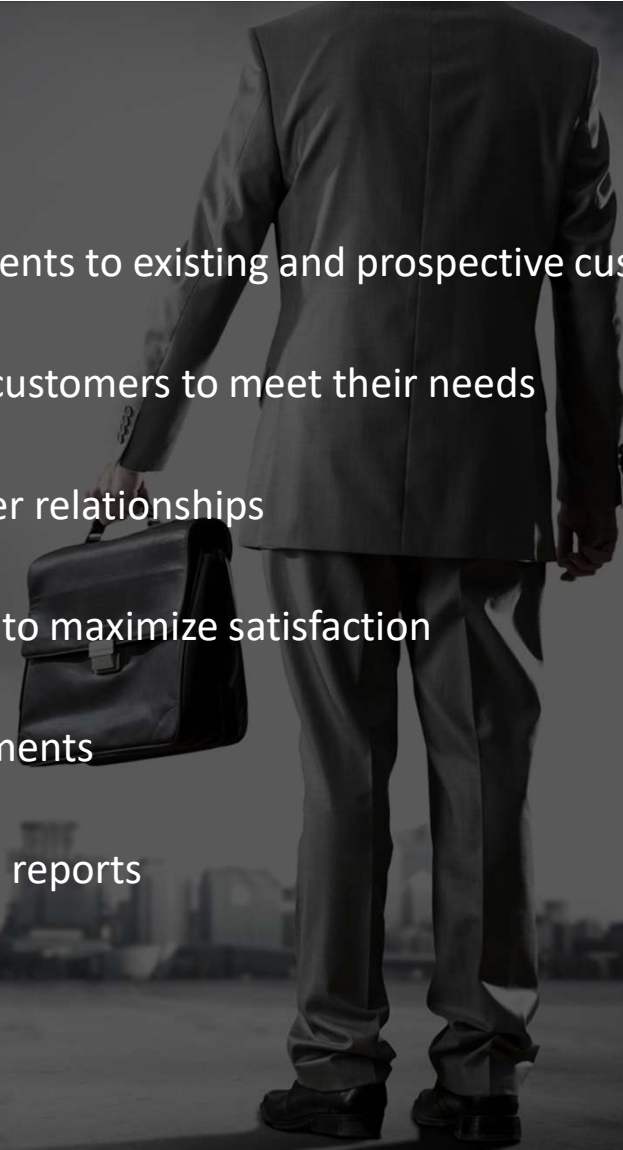 ents to existing and prospective cus
customers to meet their needs
er relationships
to maximize satisfaction
ments
reports